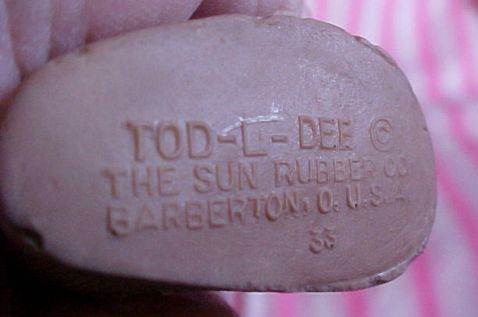 TOD-L-DEE ©
THE SUN RUBBER CO.
BARBERTON, O. U.S.A.
33